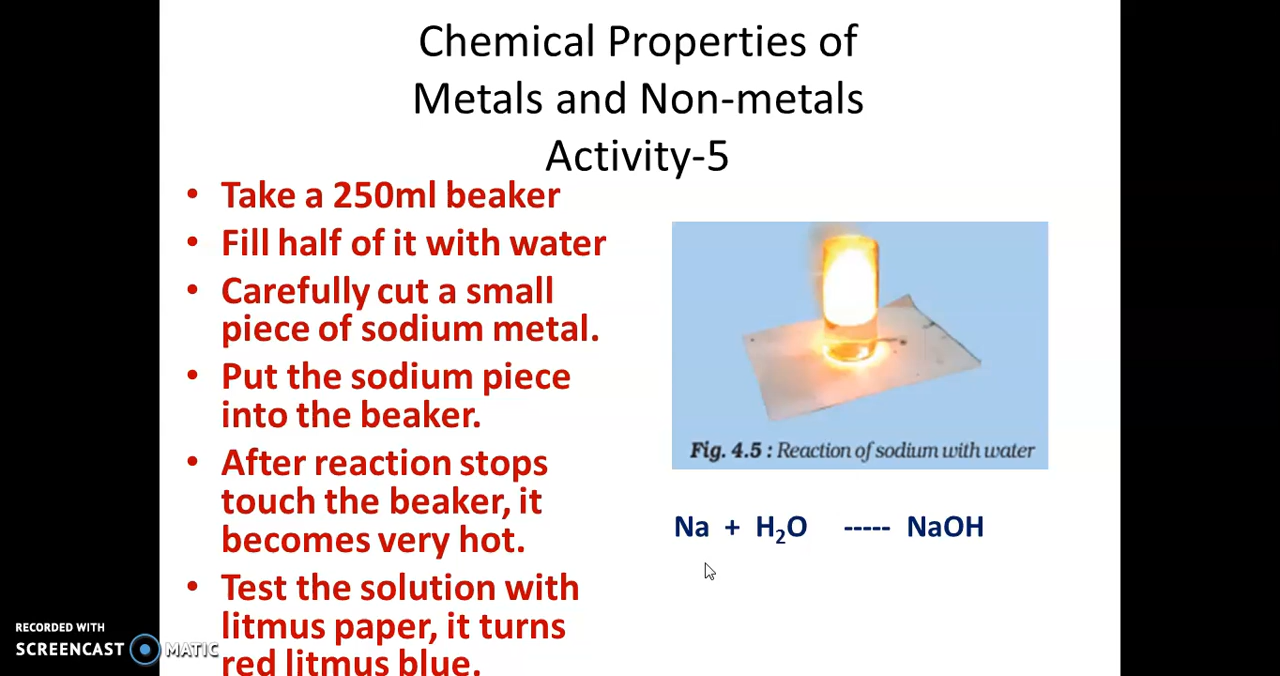 Chemical Properties of
Metals and Non-metals
Activity-5
• Take a 250ml beaker
• Fill half of it with water
• Carefully cut a small
piece of sodium metal.
• Put the sodium piece
into the beaker.
• After reaction stops
touch the beaker, it
becomes very hot.
• Test the solution with
litmus paper, it turns
red litmus blue.
Fig. 4.5 : Reaction of sodium with water
Na + H₂O ----- NaOH
RECORDED WITH
SCREENCAST MATIC